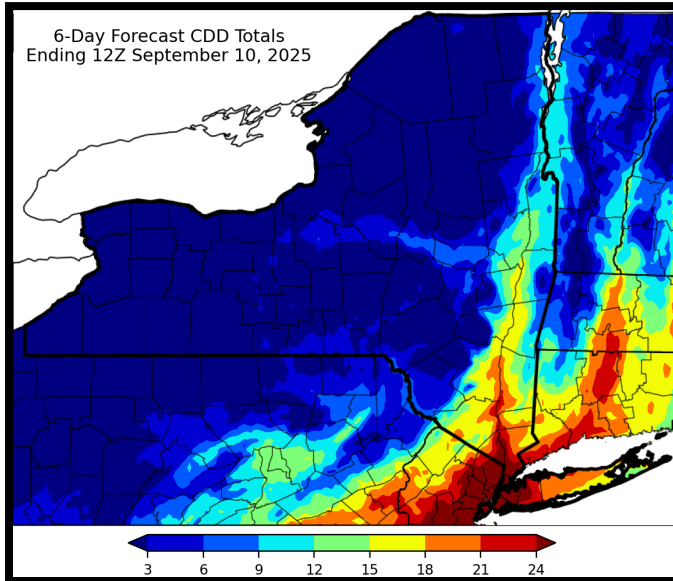 6-Day Forecast CDD Totals
Ending 12Z September 10, 2025
3 6 9 12 15 18 21 24